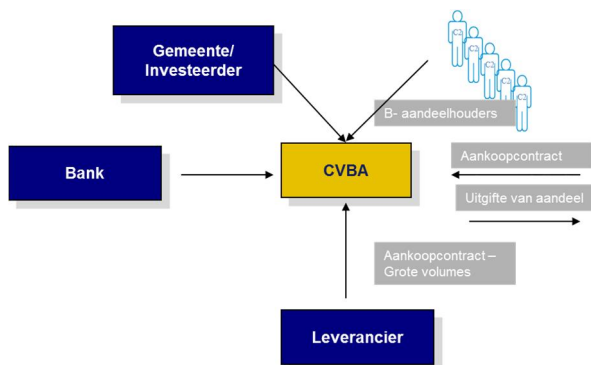 Gemeente/
Investeerder
B- aandeelhouders
Bank
CVBA
Aankoopcontract
Uitgifte van aandeel
Aankoopcontract –
Grote volumes
Leverancier